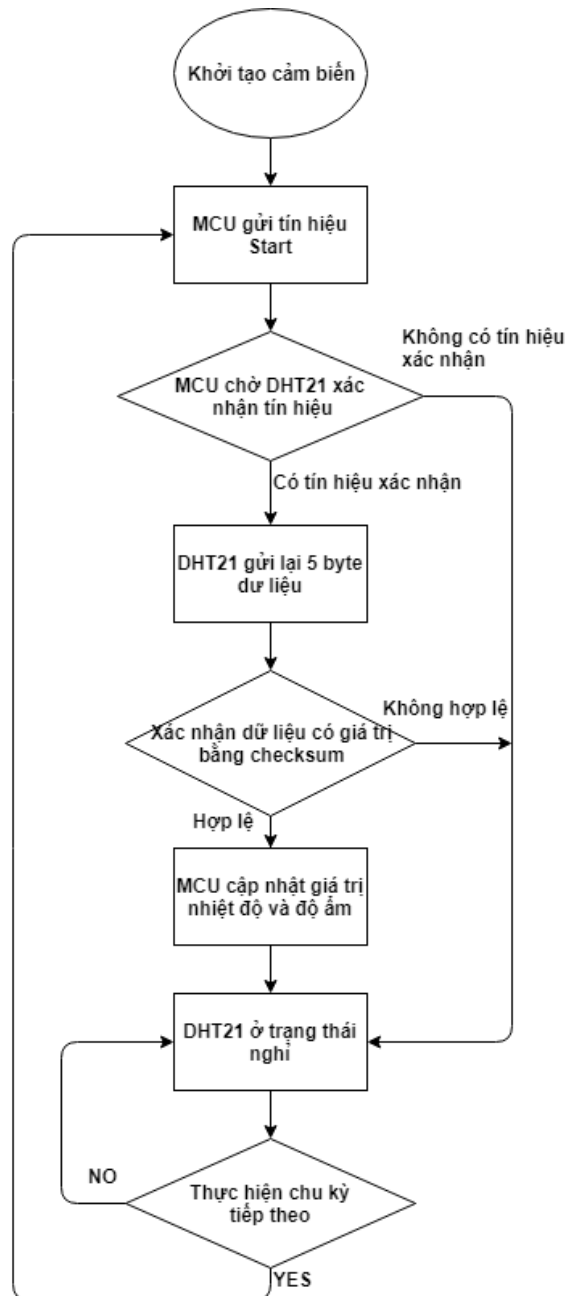 Khởi tạo cảm biến
MCU gửi tín hiệu
Start
Không có tín hiệu
xác nhận
MCU chờ DHT21 xác
nhận tín hiệu
Có tín hiệu xác nhận
DHT21 gửi lại 5 byte
dư liệu
Không hợp lệ
Xác nhận dữ liệu có giá trị
bằng checksum
Hợp lệ
MCU cập nhật giá trị
nhiệt độ và độ ẩm
DHT21 ở trạng thái
nghỉ
NO
Thực hiện chu kỳ
tiếp theo
YES